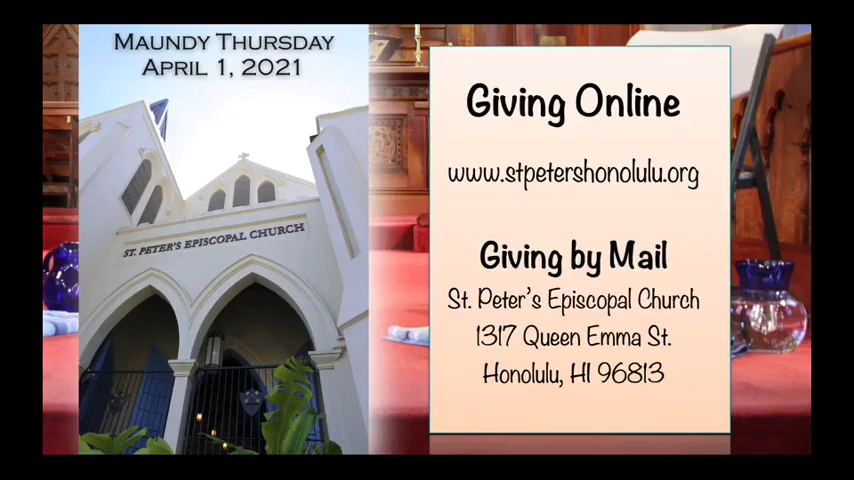 MAUNDY THURSDAY
APRIL 1, 2021
ST. PETER'S EPISCOPAL CHURCH
Giving Online
www.stpetershonolulu.org
Giving by Mail
St. Peter's Episcopal Church
1317 Queen Emma St.
Honolulu, HI 96813